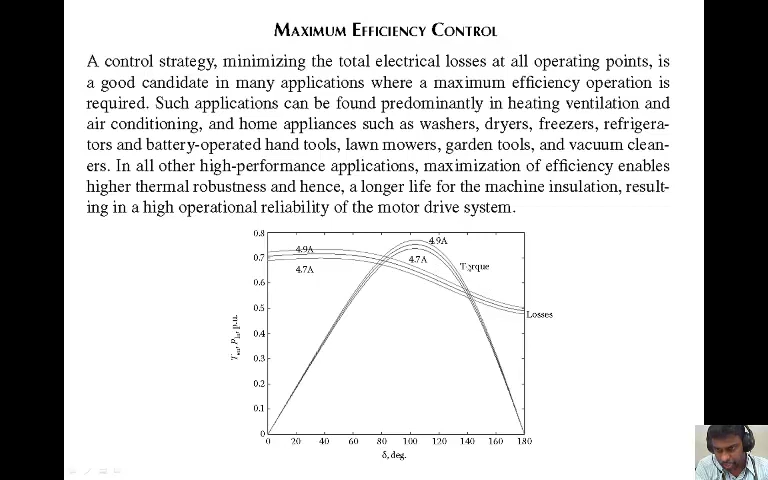 MAXIMUM EFFICIENCY CONTROL
A control strategy, minimizing the total electrical losses at all operating points, is
a good candidate in many applications where a maximum efficiency operation is
required. Such applications can be found predominantly in heating ventilation and
air conditioning, and home appliances such as washers, dryers, freezers, refrigera-
tors and battery-operated hand tools, lawn mowers, garden tools, and vacuum clean-
ers. In all other high-performance applications, maximization of efficiency enables
higher thermal robustness and hence, a longer life for the machine insulation, result-
ing in a high operational reliability of the motor drive system.
0.8
0.7
0.6
0.5
0.4
0.3
0.2
0.1
0
4.9A
4.7A
4.9A
4.7A
Torque
Losses
p.u.
0 20 40 60 80 100 120 140 160 180
δ, deg.